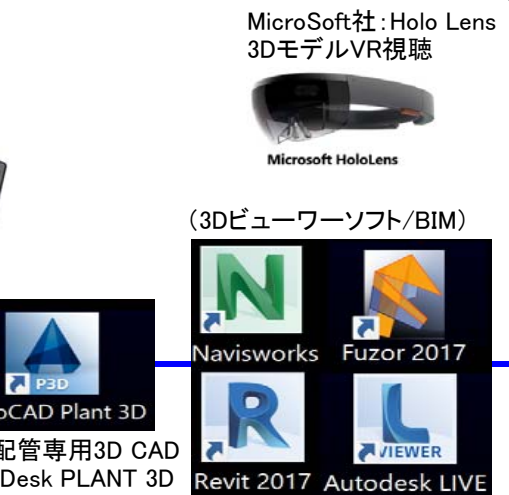 MicroSoft社：Holo Lens
3DモデルVR視聴
Microsoft HoloLens
（3Dビューワーソフト/BIM）
Navisworks
Fuzor 2017
P3D
oCAD Plant 3D
VIEWER
配管専用3D CAD
Desk PLANT 3D
Revit 2017
Autodesk LIVE